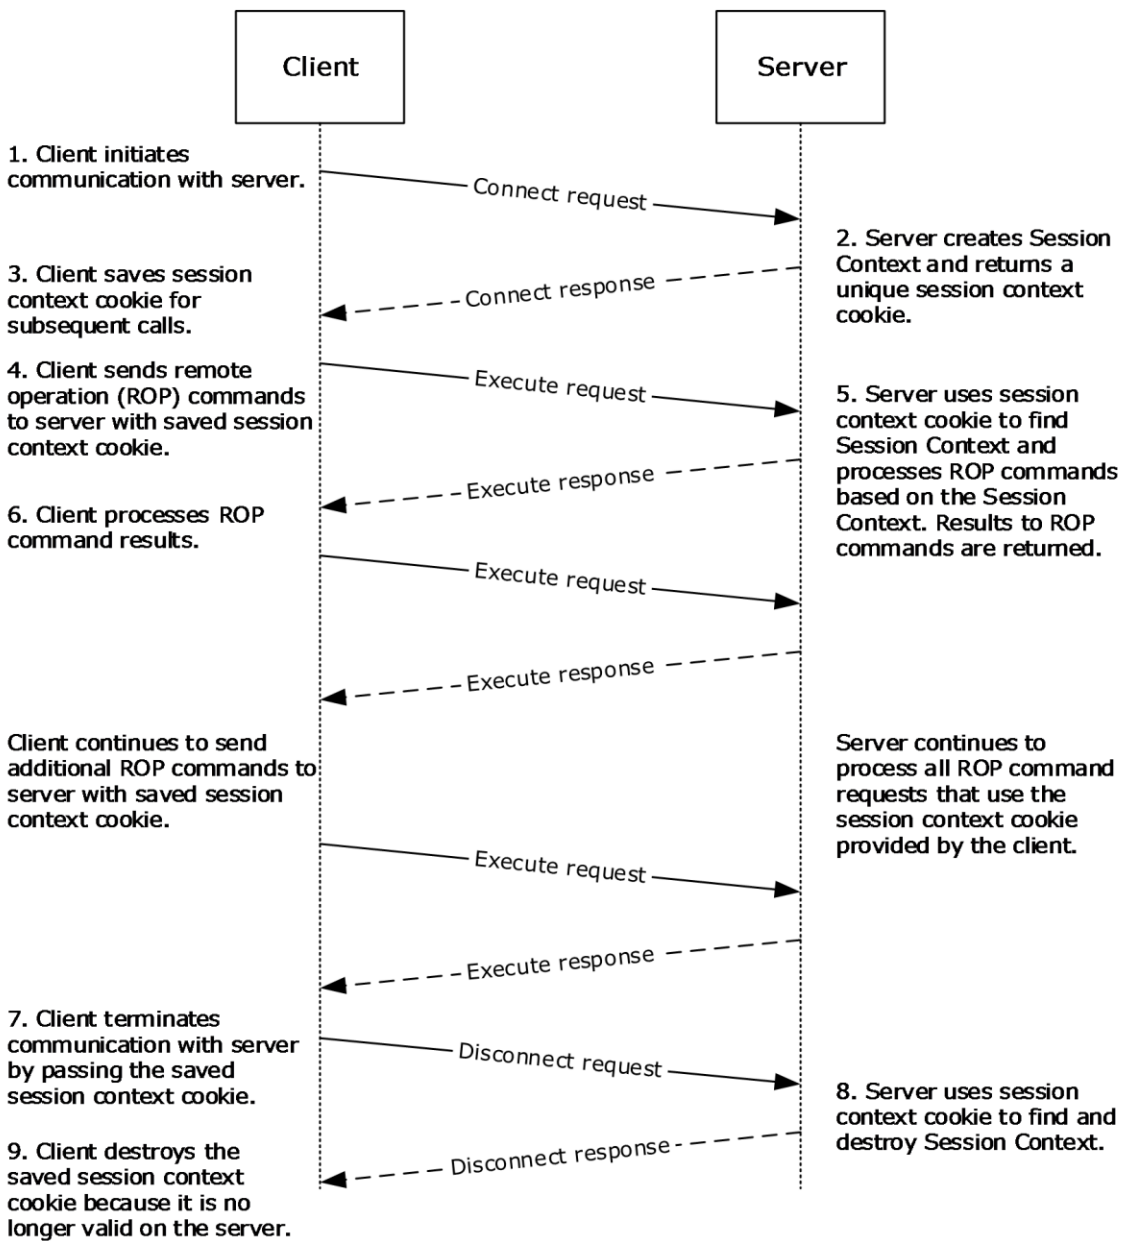 Client
Server
1. Client initiates
communication with server.
Connect request
2. Server creates Session
Context and returns a
unique session context
cookie.
Connect response
3. Client saves session
context cookie for
subsequent calls.
4. Client sends remote
operation (ROP) commands
to server with saved session
context cookie.
Execute request
5. Server uses session
context cookie to find
Session Context and
processes ROP commands
based on the Session
Context. Results to ROP
commands are returned.
Execute response
6. Client processes ROP
command results.
Execute request
Execute response
Client continues to send
additional ROP commands to
server with saved session
context cookie.
Server continues to
process all ROP command
requests that use the
session context cookie
provided by the client.
Execute request
Execute response
7. Client terminates
communication with server
by passing the saved
session context cookie.
Disconnect request
8. Server uses session
context cookie to find and
destroy Session Context.
Disconnect response
9. Client destroys the
saved session context
cookie because it is no
longer valid on the server.